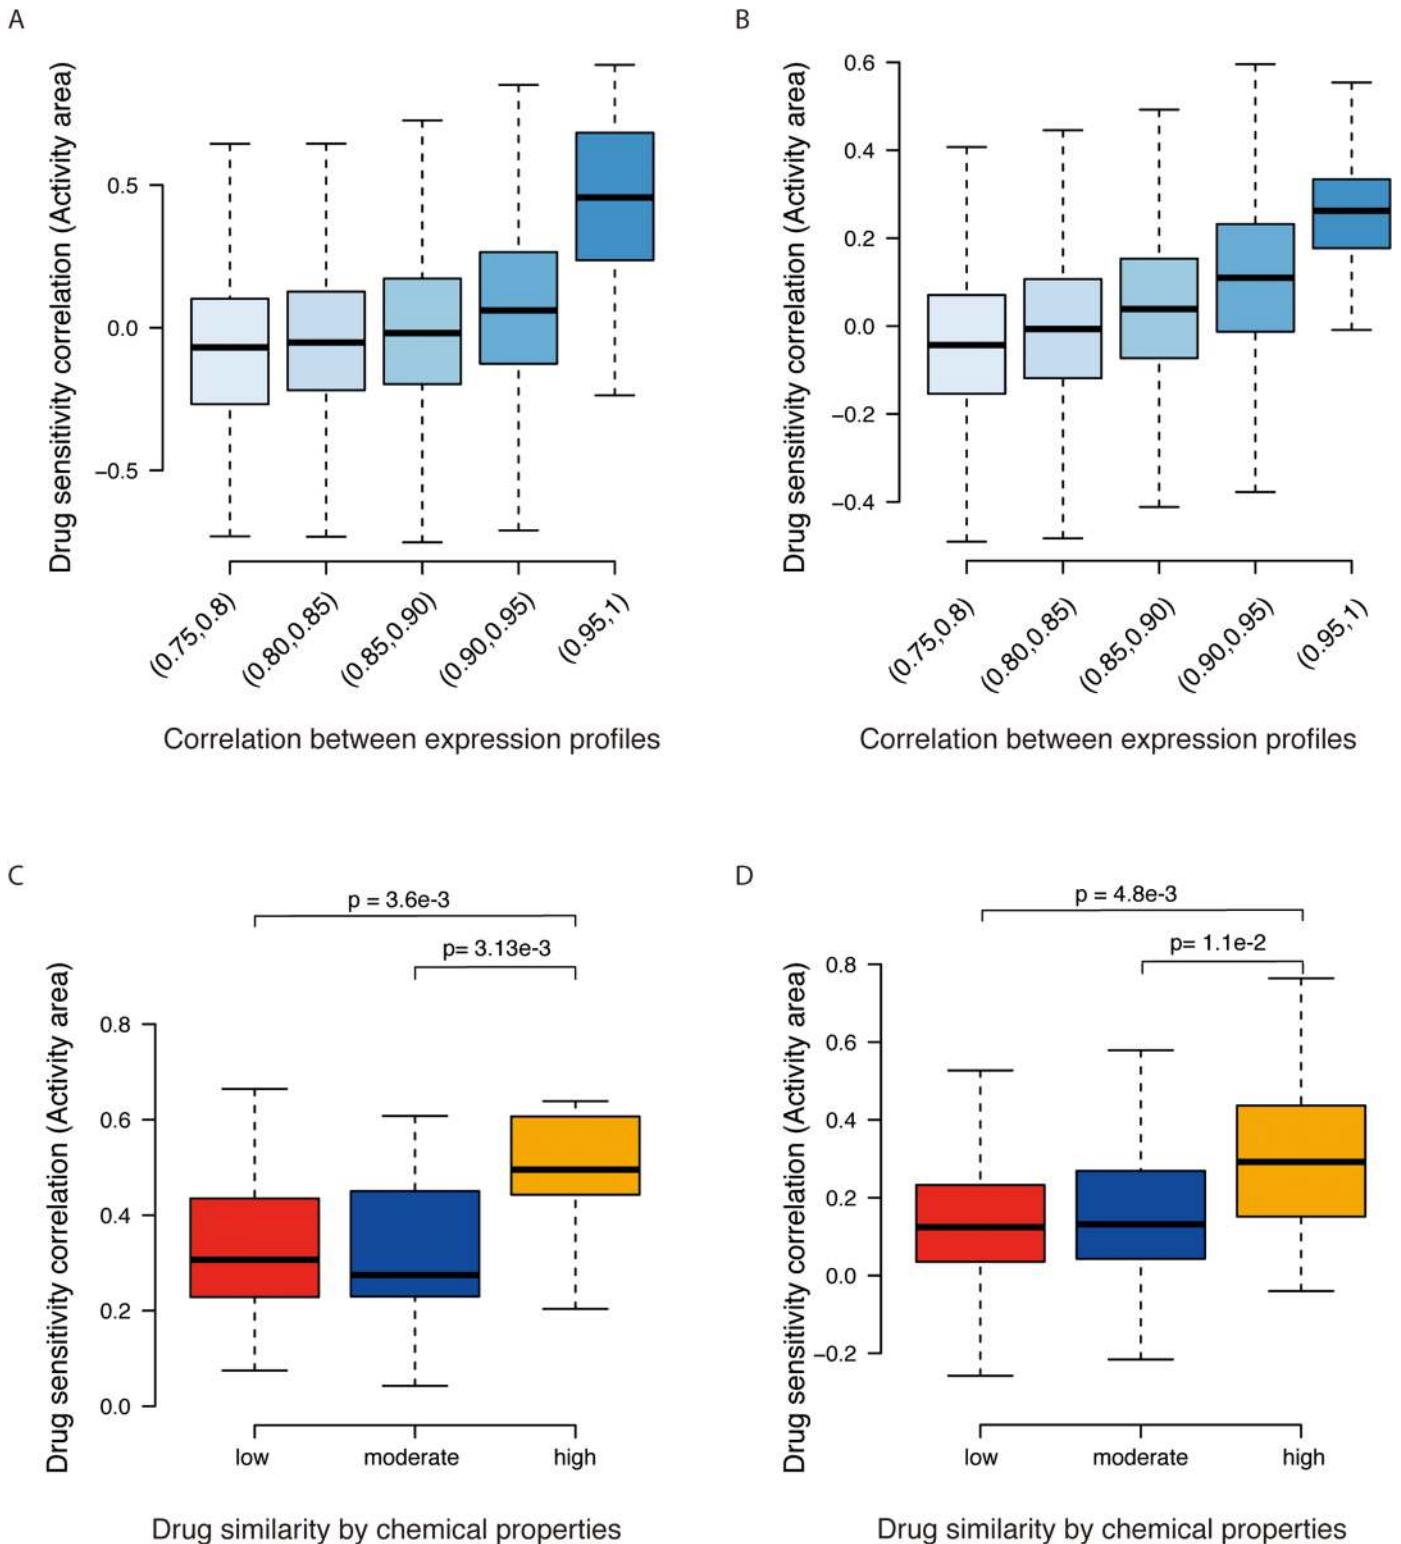 A
Drug sensitivity correlation (Activity area)
0.5
0.0
−0.5
(0.75,0.8)
(0.80,0.85)
(0.85,0.90)
(0.90,0.95)
(0.95,1)
Correlation between expression profiles
B
Drug sensitivity correlation (Activity area)
0.6
0.4
0.2
0.0
−0.2
−0.4
(0.75,0.8)
(0.80,0.85)
(0.85,0.90)
(0.90,0.95)
(0.95,1)
Correlation between expression profiles
C
p = 3.6e-3
p= 3.13e-3
Drug sensitivity correlation (Activity area)
0.8
0.6
0.4
0.2
0.0
low
moderate
high
Drug similarity by chemical properties
D
p = 4.8e-3
p= 1.1e-2
Drug sensitivity correlation (Activity area)
0.8
0.6
0.4
0.2
0.0
−0.2
low
moderate
high
Drug similarity by chemical properties